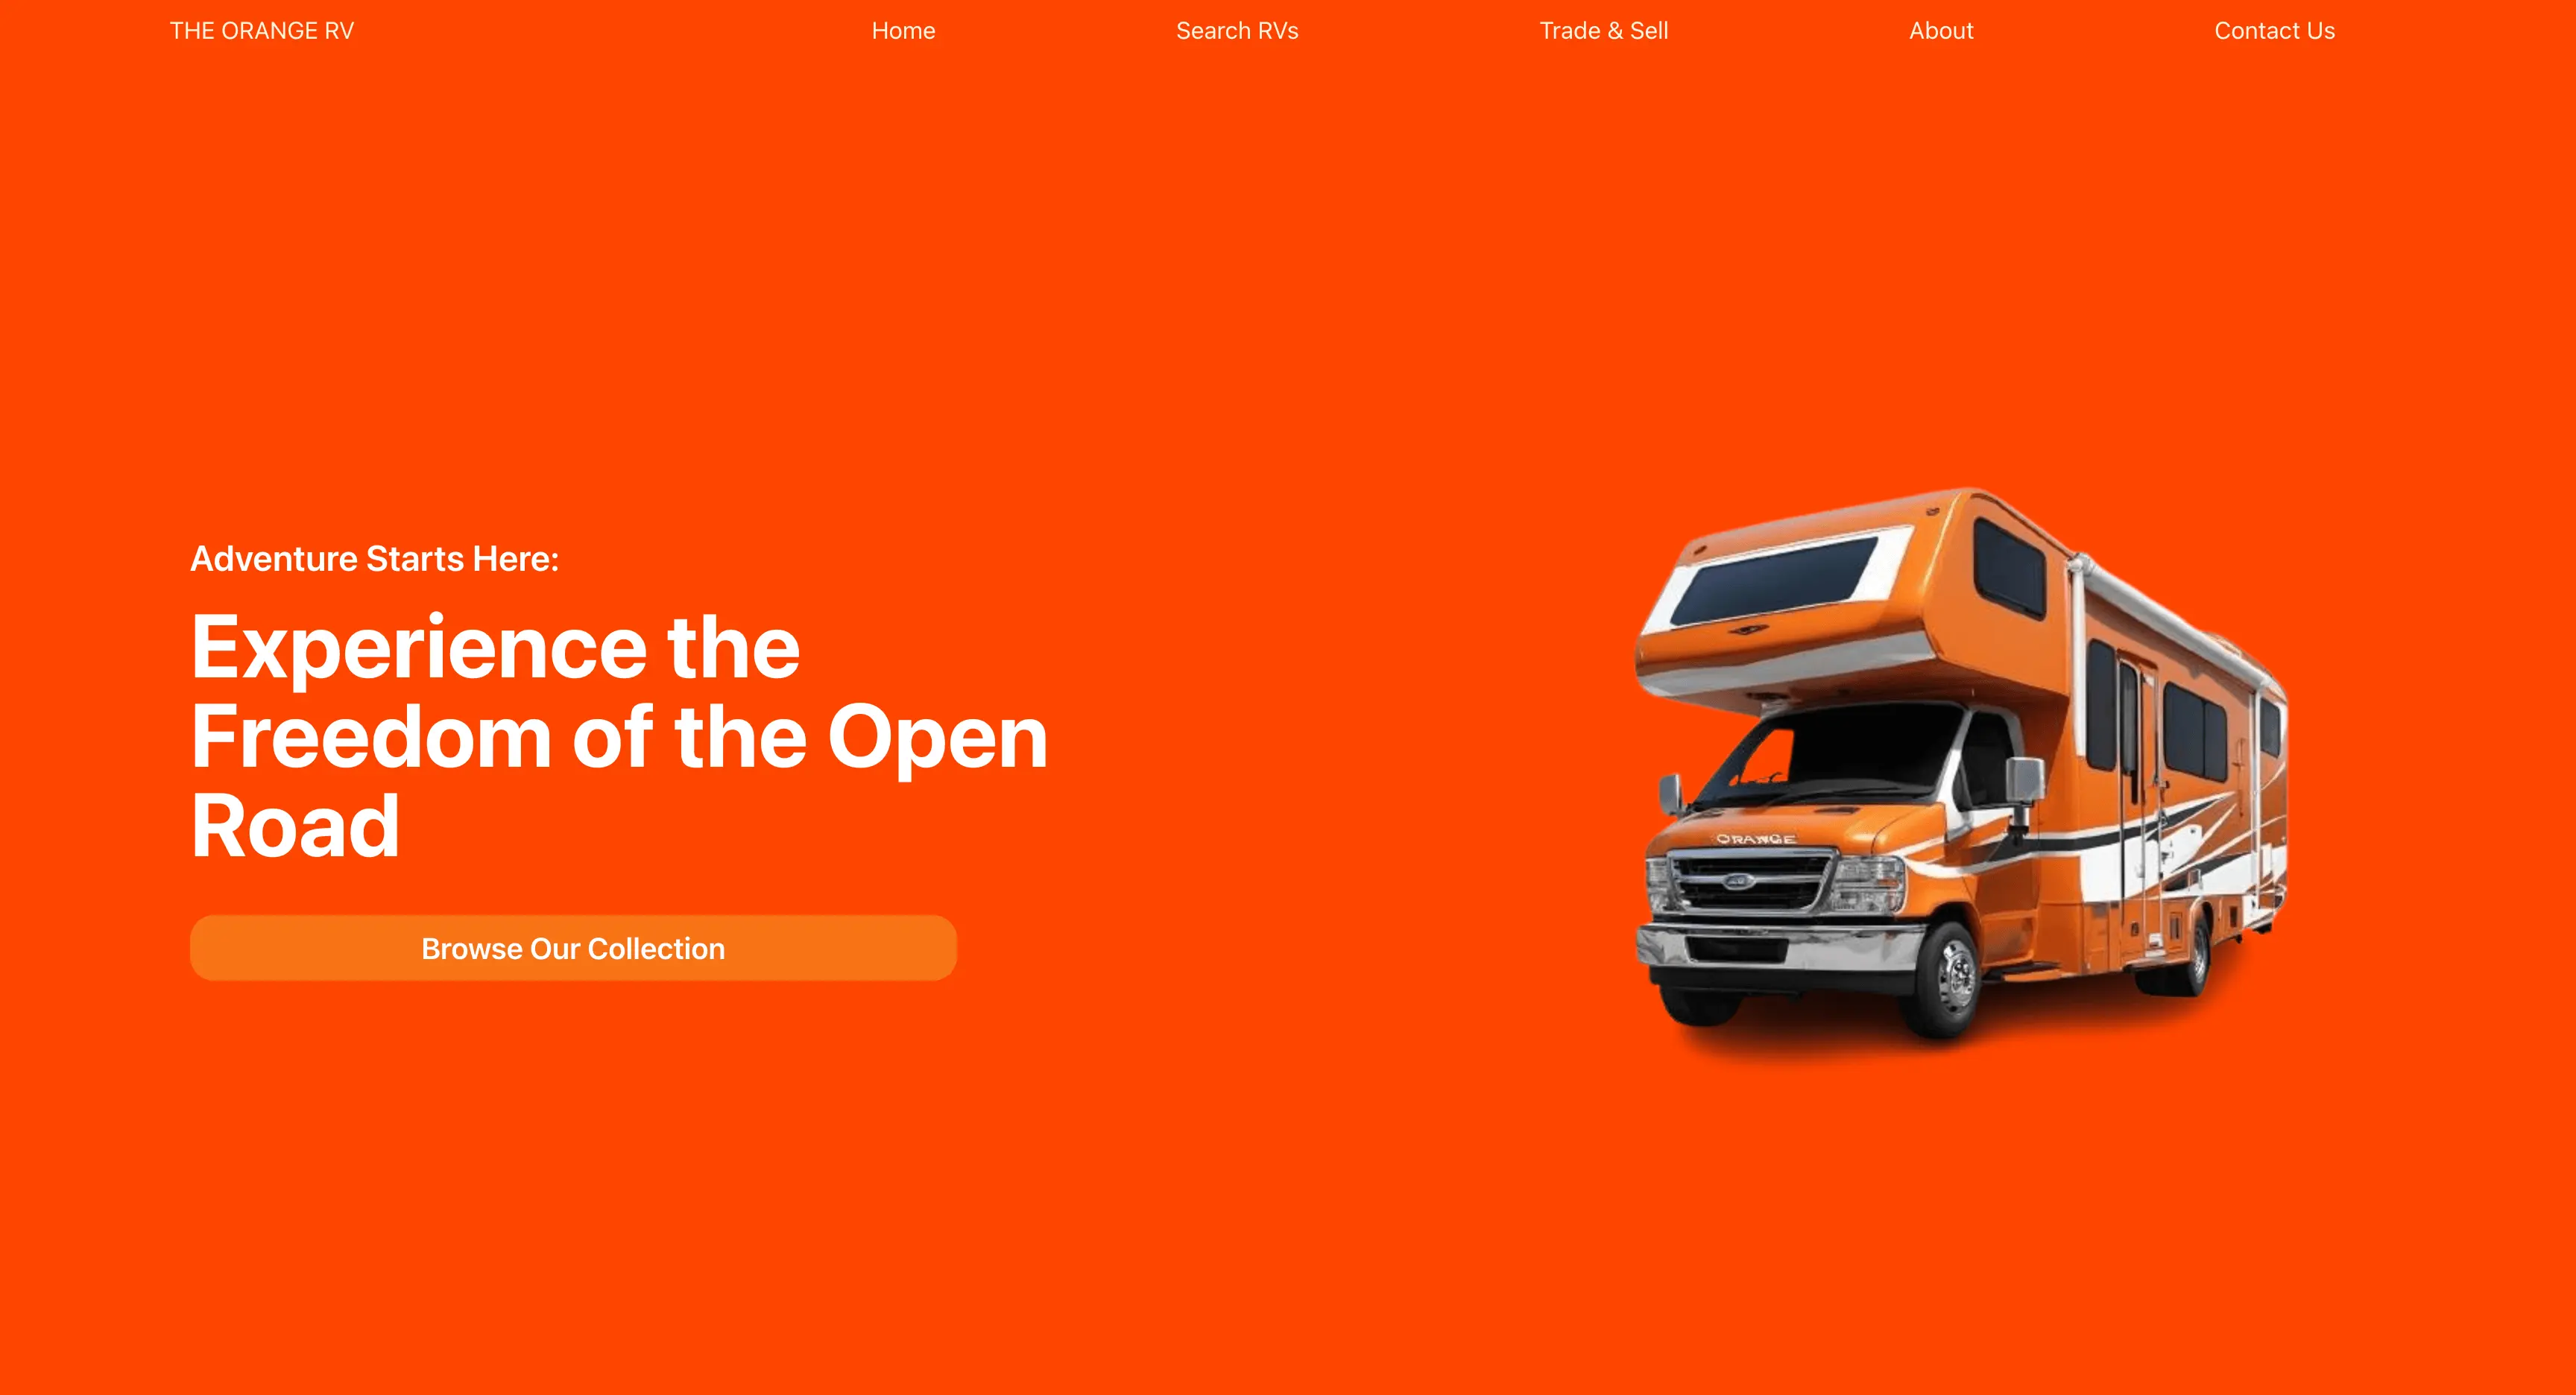 THE ORANGE RV
Home
Search RVs
Trade & Sell
About
Contact Us
Adventure Starts Here:
Experience the
Freedom of the Open
Road
Browse Our Collection
ORANGE